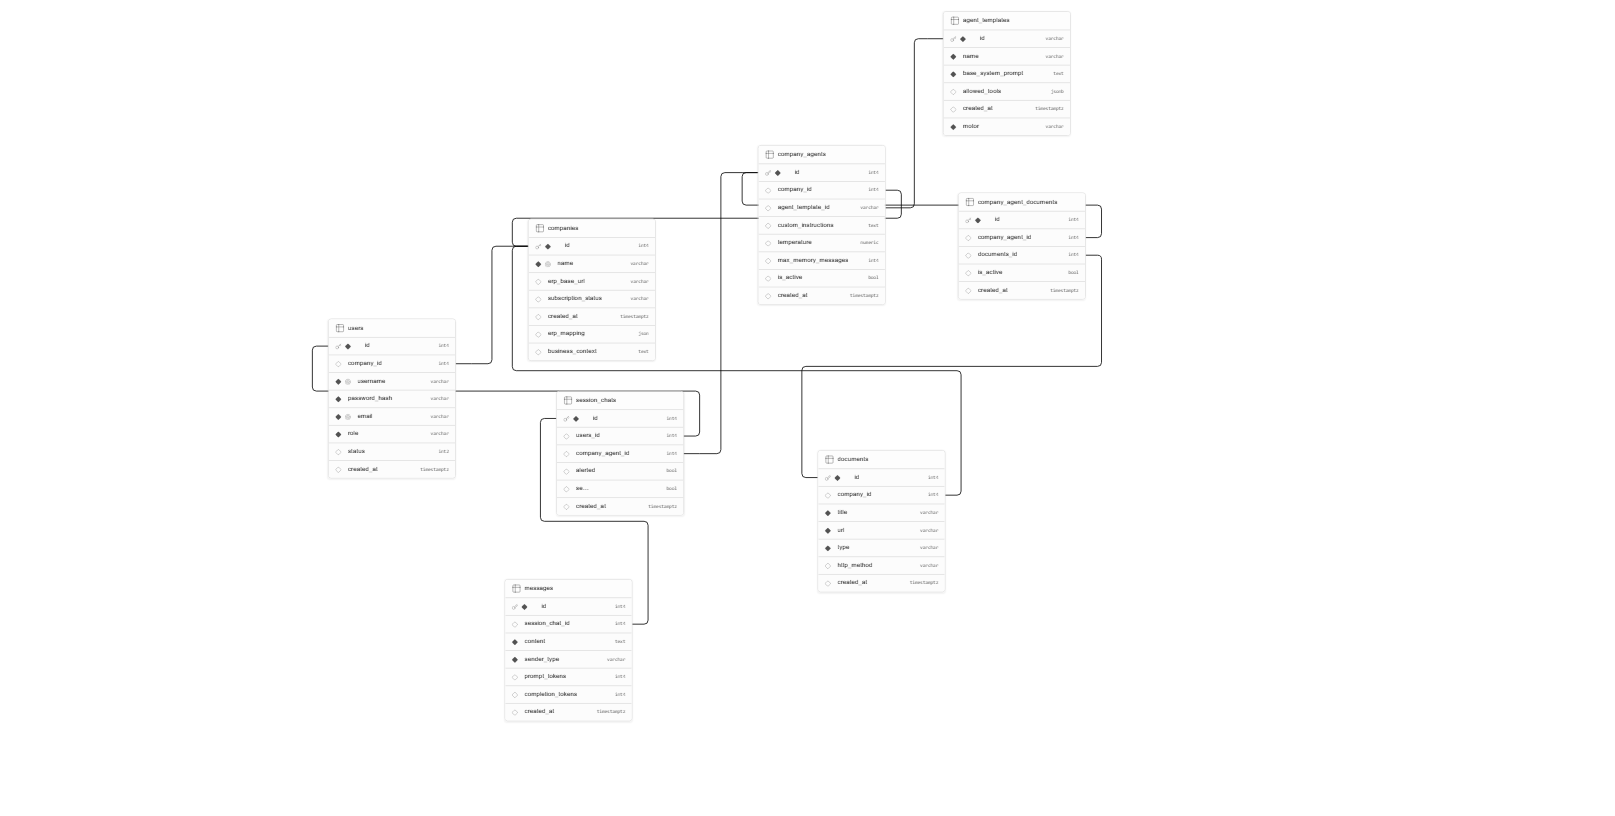 agent_templates
id varchar
name varchar
base_system_prompt text
allowed_tools jsonb
created_at timestamptz
motor varchar
company_agents
id int4
company_id int4
agent_template_id varchar
custom_instructions text
temperature numeric
max_memory_messages int4
is_active bool
created_at timestamptz
company_agent_documents
id int4
company_agent_id int4
documents_id int4
is_active bool
created_at timestamptz
companies
id int4
name varchar
erp_base_url varchar
subscription_status varchar
created_at timestamptz
erp_mapping json
business_context text
users
id int4
company_id int4
username varchar
password_hash varchar
email varchar
role varchar
status int2
created_at timestamptz
session_chats
id int4
users_id int4
company_agent_id int4
alerted bool
se... bool
created_at timestamptz
documents
id int4
company_id int4
title varchar
url varchar
type varchar
http_method varchar
created_at timestamptz
messages
id int4
session_chat_id int4
content text
sender_type varchar
prompt_tokens int4
completion_tokens int4
created_at timestamptz